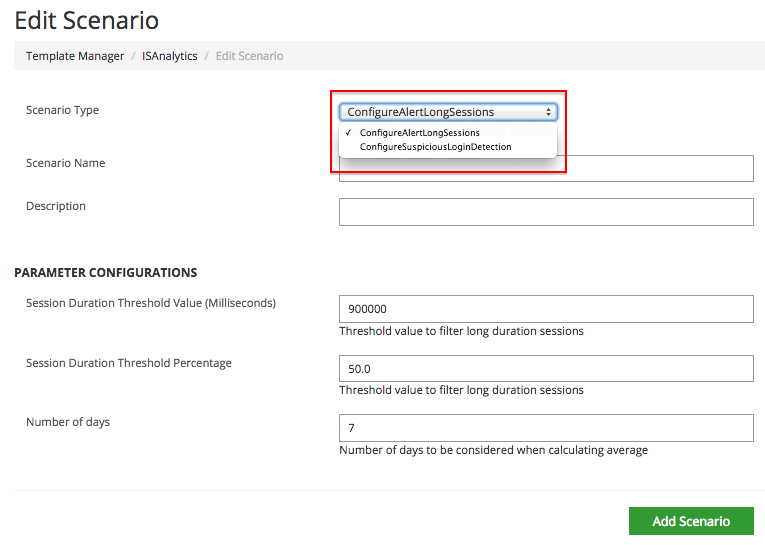 Edit Scenario
Template Manager / ISAnalytics / Edit Scenario
Scenario Type
ConfigureAlertLongSessions
✓ ConfigureAlertLongSessions
ConfigureSuspiciousLoginDetection
Scenario Name
Description
PARAMETER CONFIGURATIONS
Session Duration Threshold Value (Milliseconds)
900000
Threshold value to filter long duration sessions
Session Duration Threshold Percentage
50.0
Threshold value to filter long duration sessions
Number of days
7
Number of days to be considered when calculating average
Add Scenario